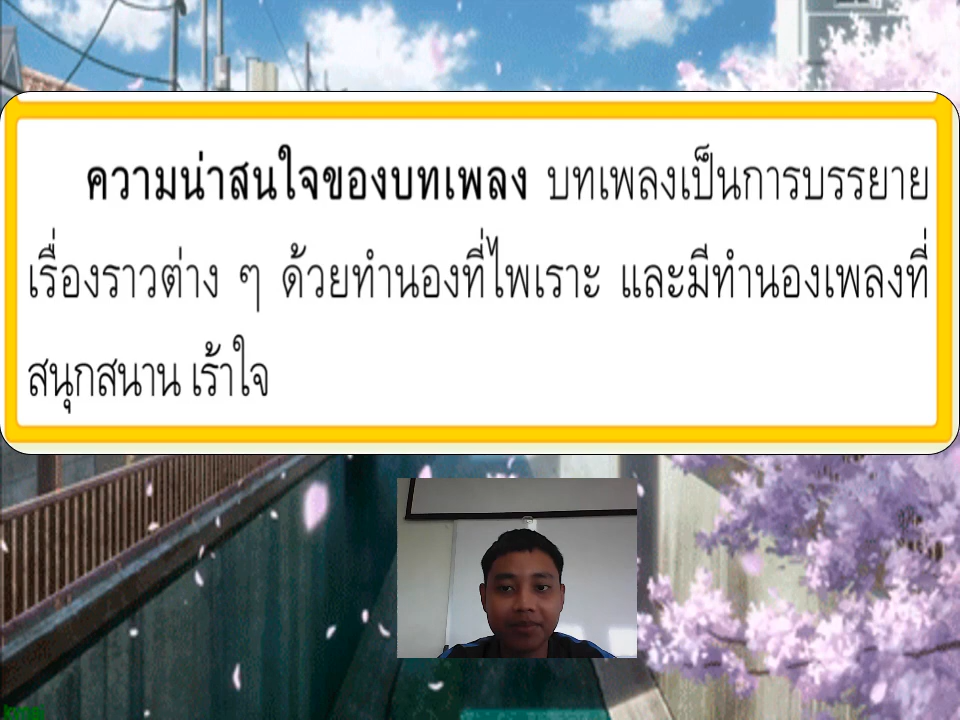 ความน่าสนใจของบทเพลง บทเพลงเป็นการบรรยาย
เรื่องราวต่าง ๆ ด้วยทำนองที่ไพเราะ และมีทำนองเพลงที่
สนุกสนาน เร้าใจ